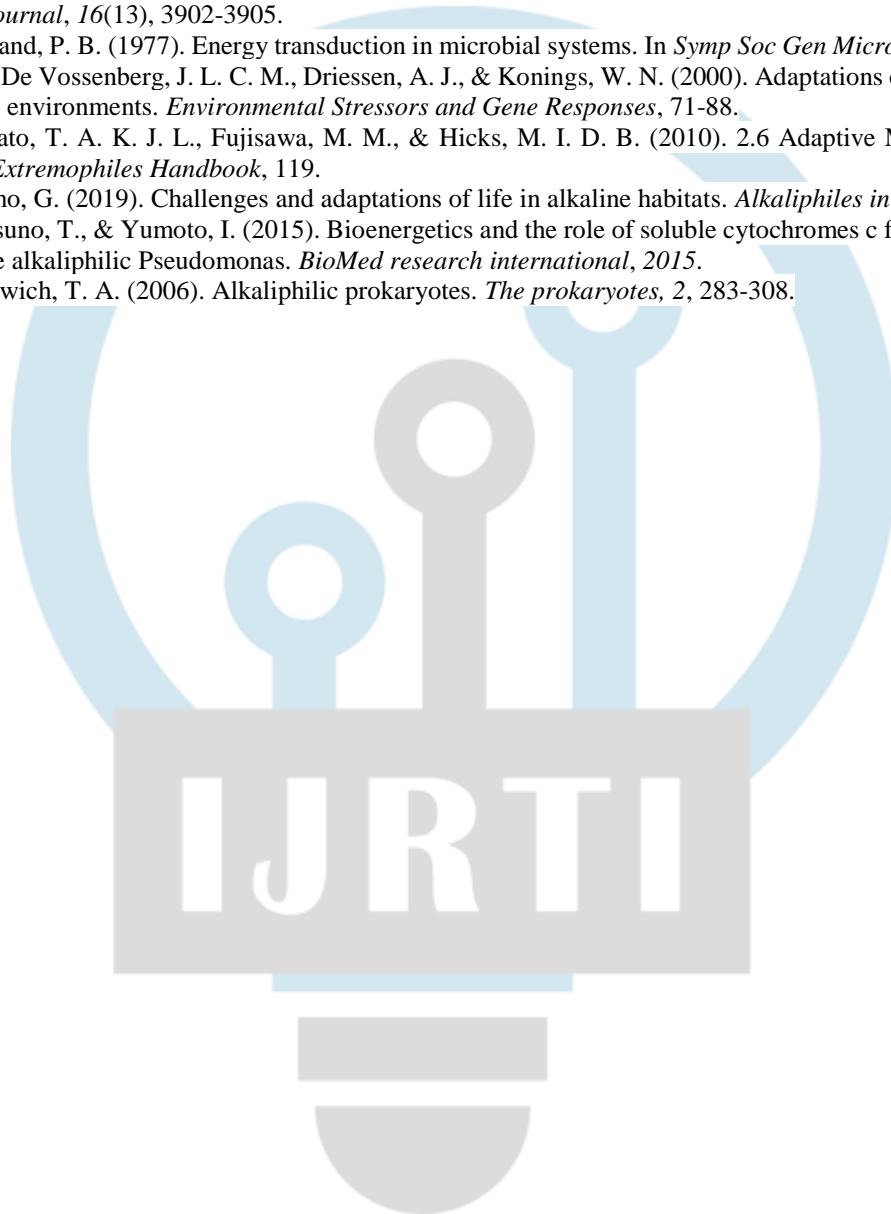 ournal, 16(13), 3902-3905.
and, P. B. (1977). Energy transduction in microbial systems. In Symp Soc Gen Micro
De Vossenberg, J. L. C. M., Driessen, A. J., & Konings, W. N. (2000). Adaptations
environments. Environmental Stressors and Gene Responses, 71-88.
ato, T. A. K. J. L., Fujisawa, M. M., & Hicks, M. I. D. B. (2010). 2.6 Adaptive
Extremophiles Handbook, 119.
no, G. (2019). Challenges and adaptations of life in alkaline habitats. Alkaliphiles in
suno, T., & Yumoto, I. (2015). Bioenergetics and the role of soluble cytochromes c f
e alkaliphilic Pseudomonas. BioMed research international, 2015.
wich, T. A. (2006). Alkaliphilic prokaryotes. The prokaryotes, 2, 283-308.
IJRTI